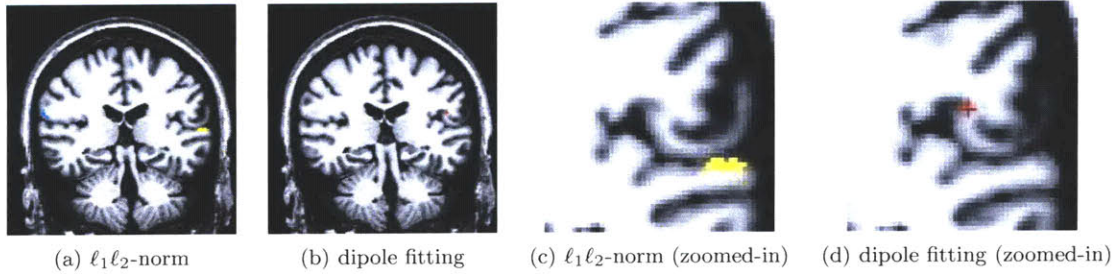 (a) ℓ₁ℓ₂-norm
(b) dipole fitting
(c) ℓ₁ℓ₂-norm (zoomed-in)
(d) dipole fitting (zoomed-in)